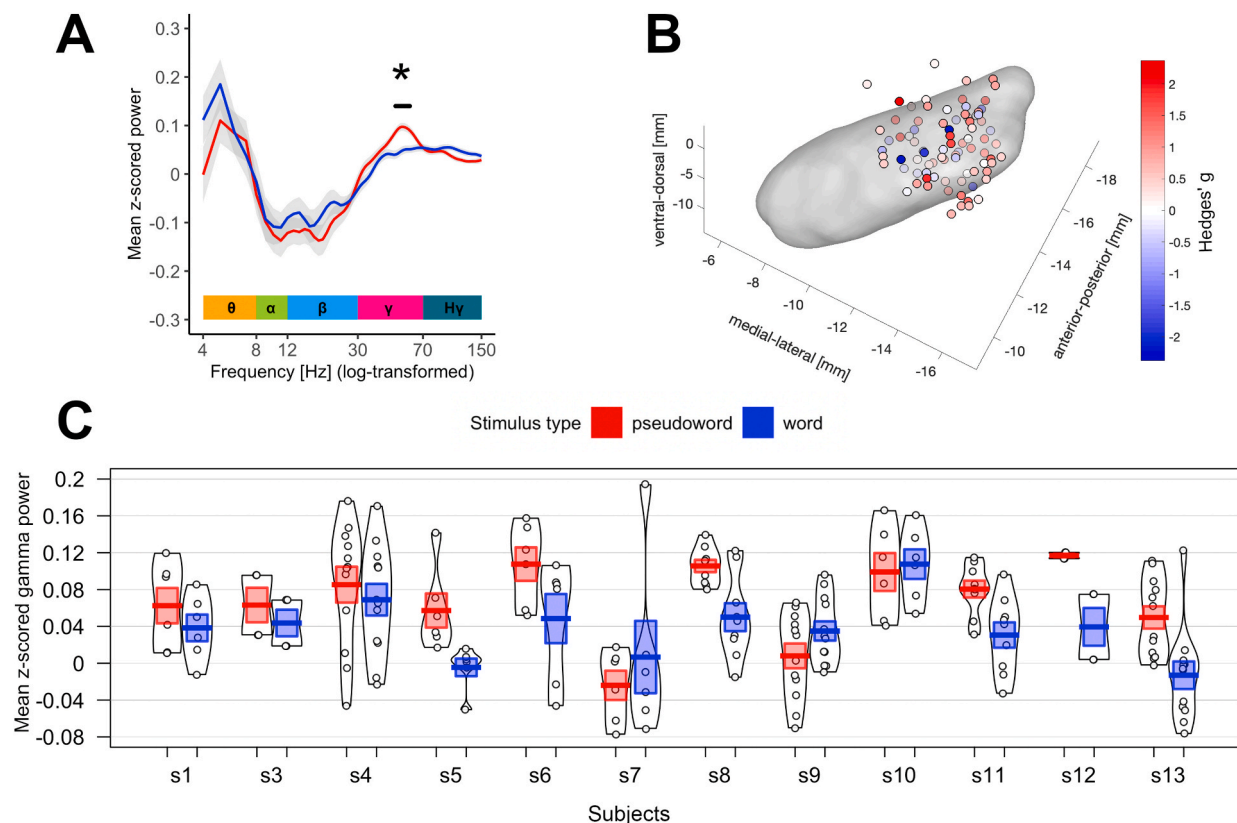 A
0.3
0.2
0.1
0
-0.1
-0.2
-0.3
Mean z-scored power
*
θ α β γ Hγ
4 8 12 30 70 150
Frequency [Hz] (log-transformed)
B
ventral-dorsal [mm]
0
-5
-10
-6
-8
-10
-12
-14
-16
medial-lateral [mm]
-18
-16
-14
-12
-10
anterior-posterior [mm]
2
1.5
1
0.5
0
-0.5
-1
-1.5
-2
Hedges' g
C
Stimulus type pseudoword word
Mean z-scored gamma power
0.2
0.16
0.12
0.08
0.04
0
-0.04
-0.08
s1 s3 s4 s5 s6 s7 s8 s9 s10 s11 s12 s13
Subjects